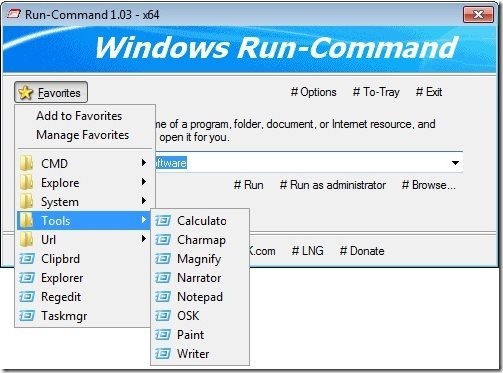 Run-Command 1.03 - x64
Windows Run-Command
Favorites
# Options # To-Tray # Exit
Add to Favorites
Manage Favorites
me of a program, folder, document, or Internet resource, and
open it for you.
CMD
Explore
System
Tools
Url
Clipbrd
Explorer
Regedit
Taskmgr
oftware
# Run # Run as administrator # Browse...
Calculato
Charmap
Magnify
Narrator
Notepad
OSK
Paint
Writer
K.com # LNG # Donate